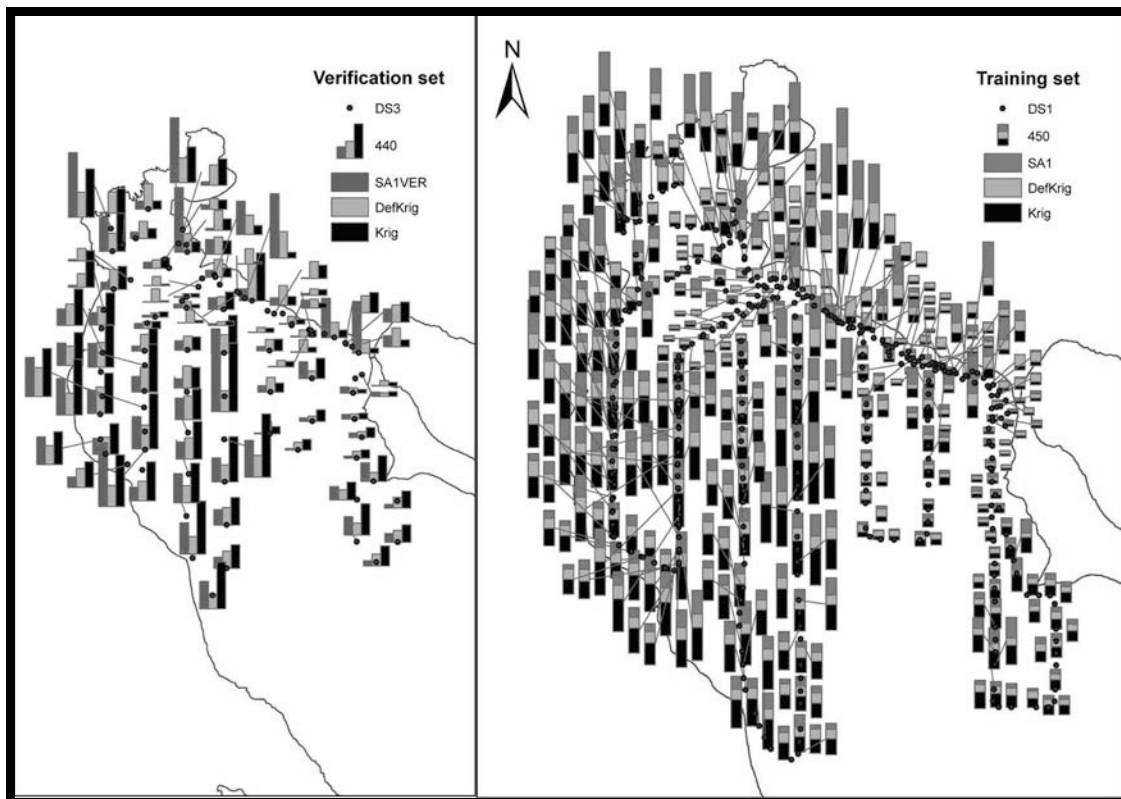 Verification set
DS3
440
SA1VER
DefKrig
Krig
N
Training set
DS1
450
SA1
DefKrig
Krig